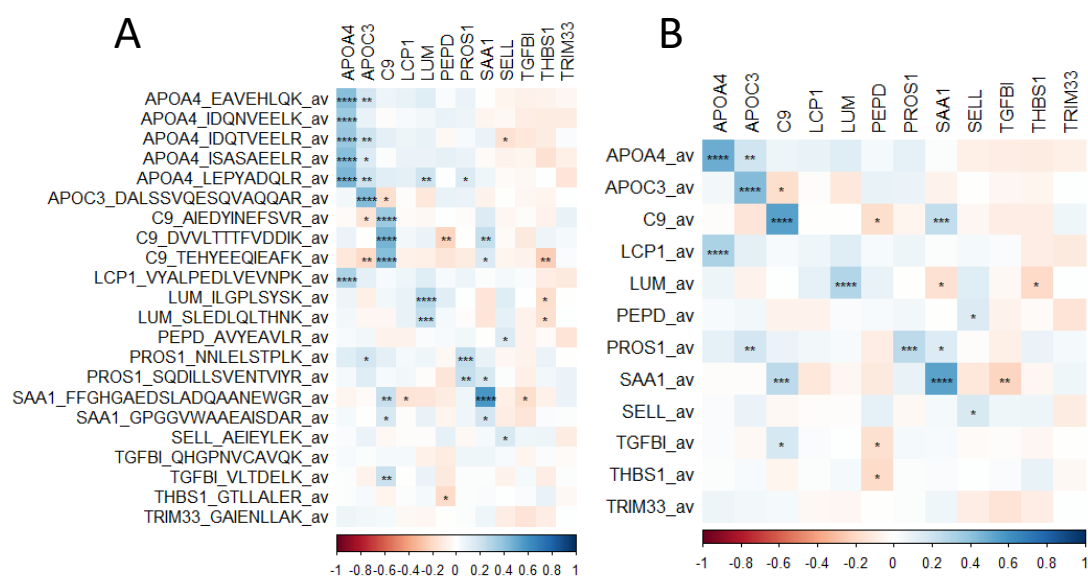 A
APOA4 APOC3 C9 LCP1 LUM PEPD PROS1 SAA1 SELL TGFBI THBS1 TRIM33
APOA4_EAVEHLQK_av **** **
APOA4_IDQNVEELK_av ****
APOA4_IDQTVEELR_av **** ** *
APOA4_ISASAEELR_av **** *
APOA4_LEPYADQLR_av **** ** ** *
APOC3_DALSSVQESQVAQQAR_av **** *
C9_AIEDYINEFSVR_av * ****
C9_DVVLTTTFVDDIK_av **** ** **
C9_TEHYEEQIEAFK_av ** **** * **
LCP1_VYALPEDLVEVNPK_av ****
LUM_ILGPLSYSK_av **** *
LUM_SLEDLQLTHNK_av *** *
PEPD_AVYEAVLR_av *
PROS1_NNLELSTPLK_av * ***
PROS1_SQDILLSVENTVIYR_av ** *
SAA1_FFGHGAEDSLADQAANEWGR_av ** * **** *
SAA1_GPGGVWAAEAISDAR_av * *
SELL_AEIEYLEK_av *
TGFBI_QHGPNVCAVQK_av
TGFBI_VLTDELK_av **
THBS1_GTLLALER_av *
TRIM33_GAIENLLAK_av
-1 -0.8 -0.6 -0.4 -0.2 0 0.2 0.4 0.6 0.8 1
B
APOA4 APOC3 C9 LCP1 LUM PEPD PROS1 SAA1 SELL TGFBI THBS1 TRIM33
APOA4_av **** **
APOC3_av **** *
C9_av **** * ***
LCP1_av ****
LUM_av **** * *
PEPD_av *
PROS1_av ** *** *
SAA1_av *** **** **
SELL_av *
TGFBI_av * *
THBS1_av *
TRIM33_av
-1 -0.8 -0.6 -0.4 -0.2 0 0.2 0.4 0.6 0.8 1